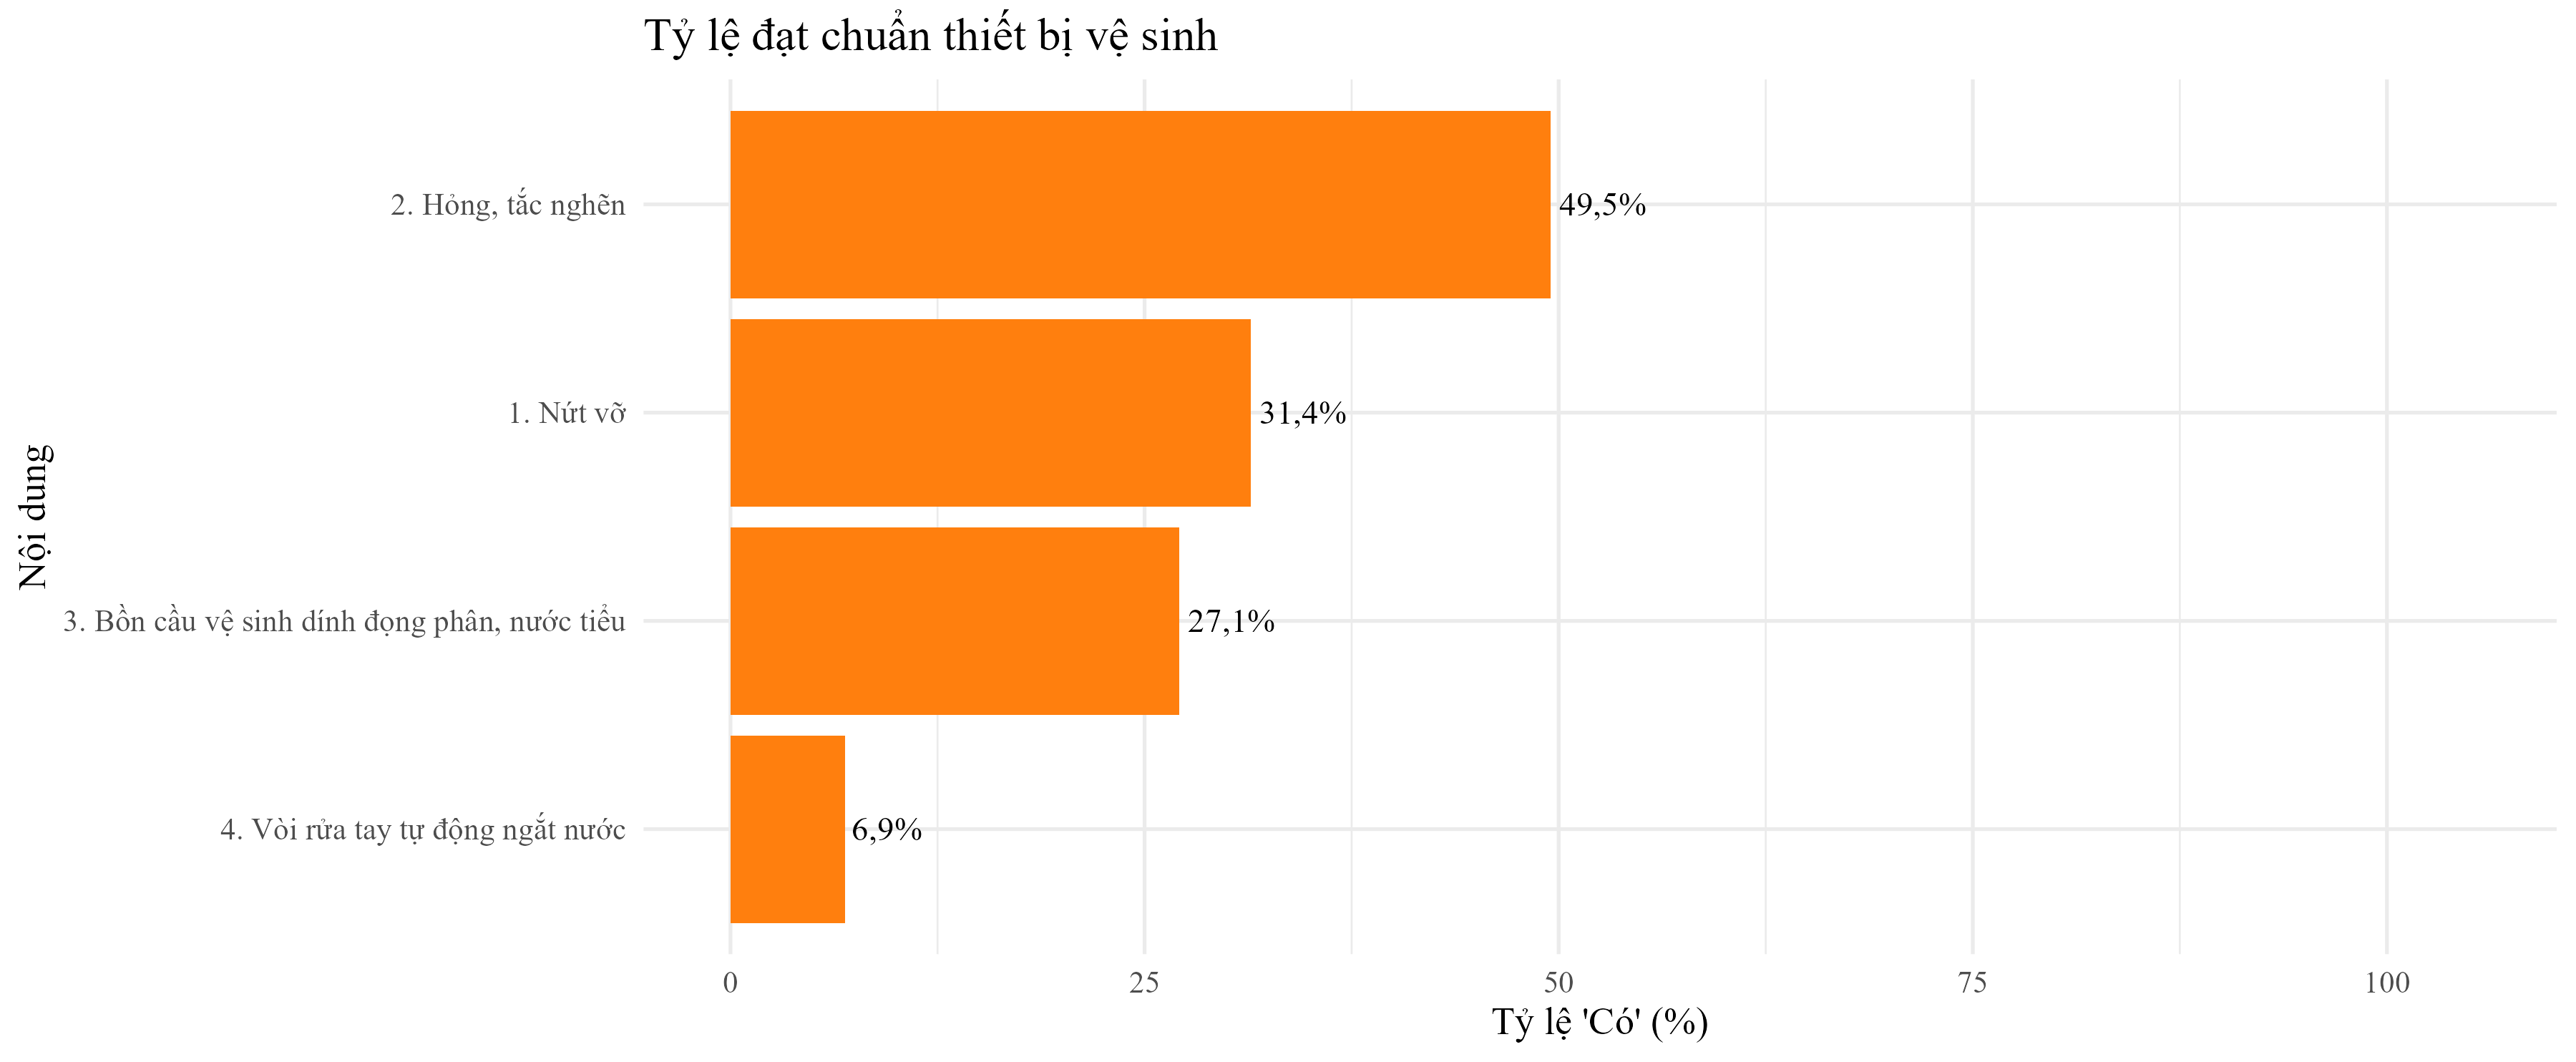 Tỷ lệ đạt chuẩn thiết bị vệ sinh
Nội dung
2. Hỏng, tắc nghẽn
49,5%
1. Nứt vỡ
31,4%
3. Bồn cầu vệ sinh dính đọng phân, nước tiểu
27,1%
4. Vòi rửa tay tự động ngắt nước
6,9%
0 25 50 75 100
Tỷ lệ 'Có' (%)